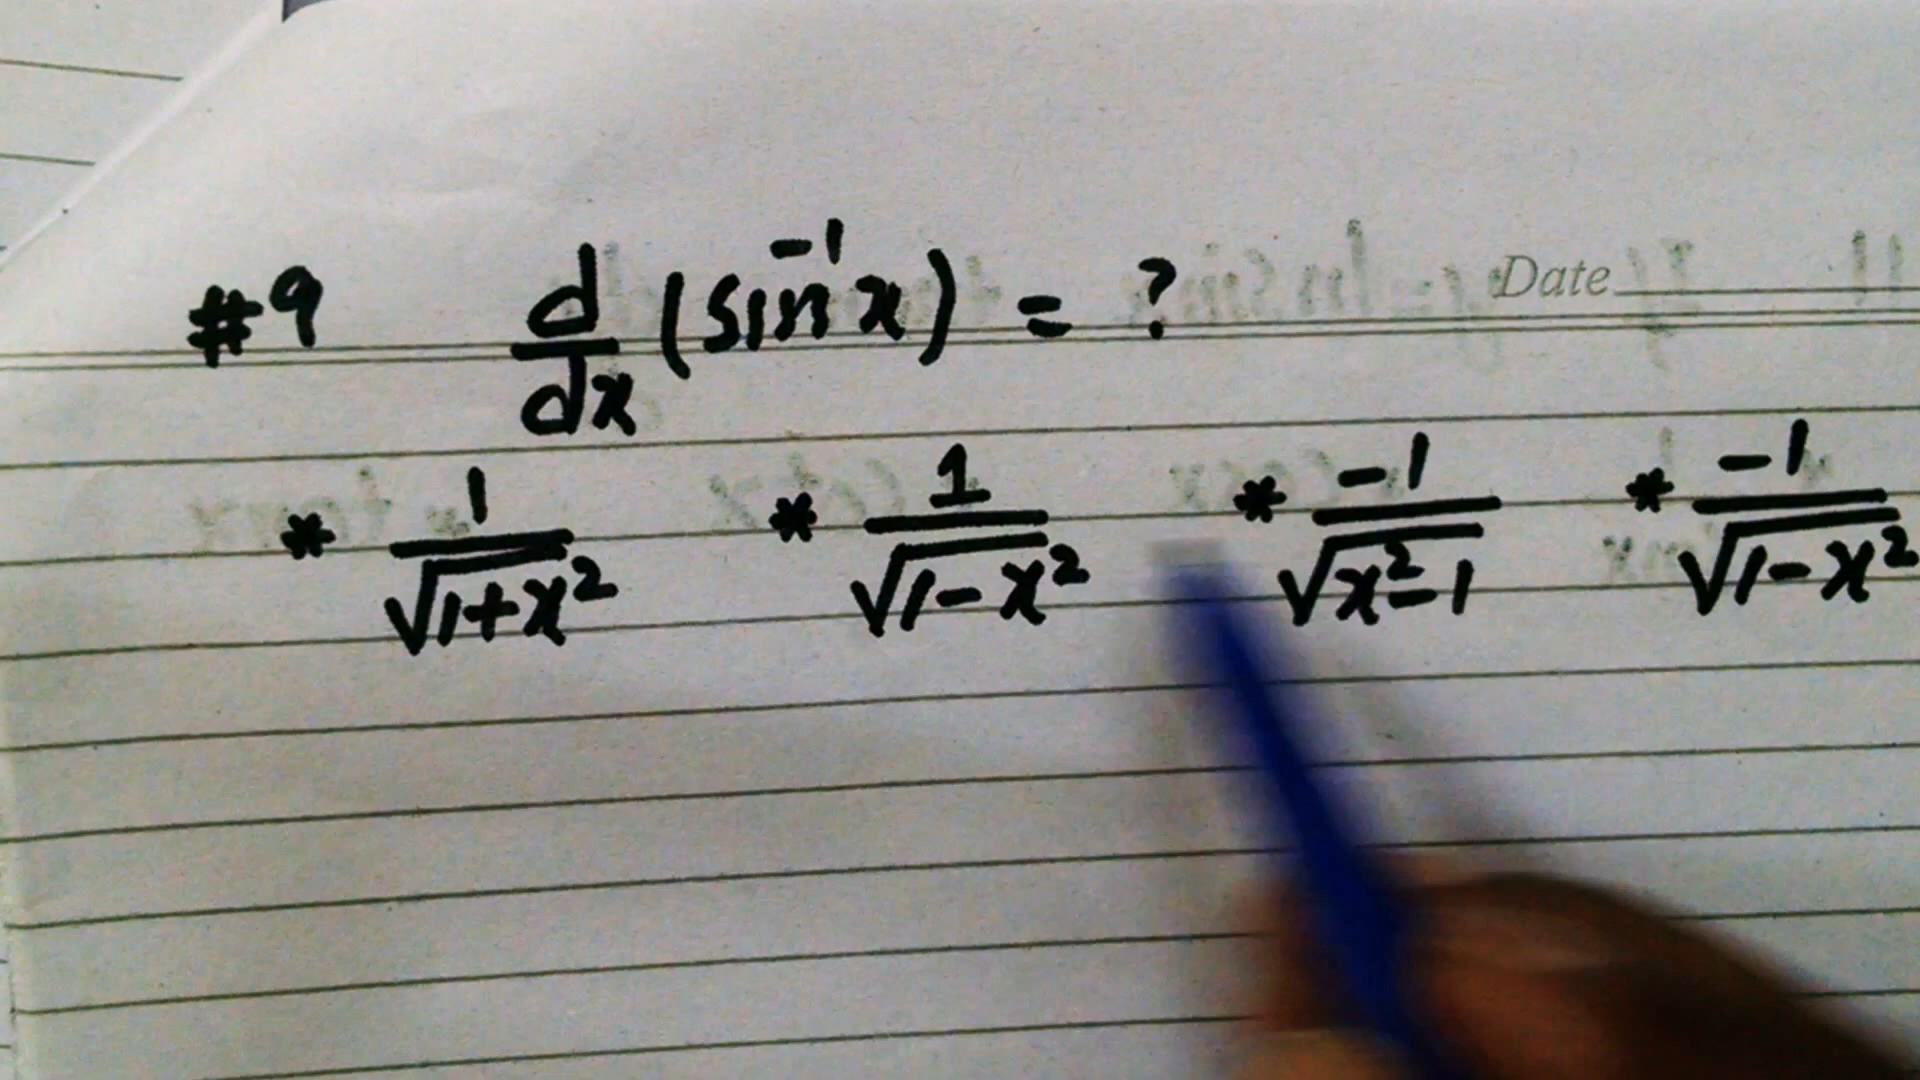 #9 d/dx (sin⁻¹x) = ? Date
* 1/√1+x² * 1/√1-x² * -1/√x²-1 * -1/√1-x²